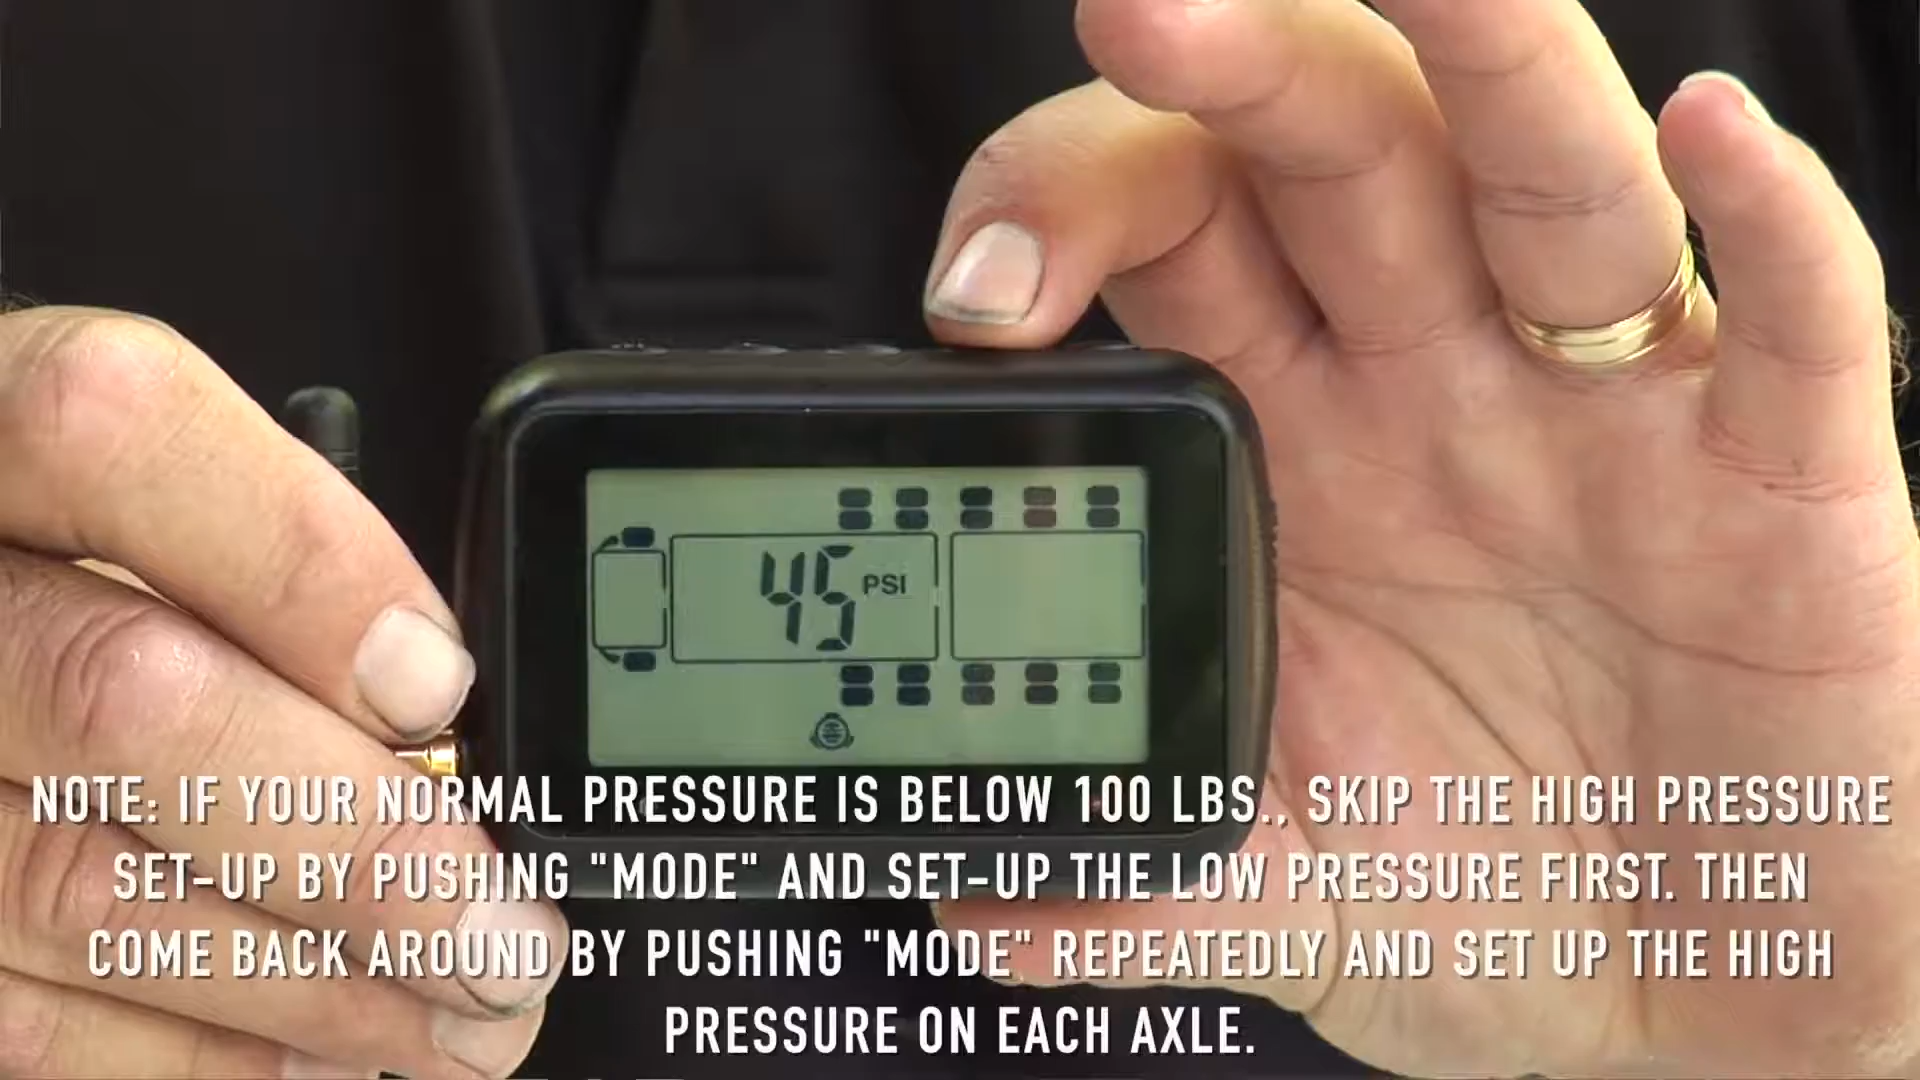 45 PSI
NOTE: IF YOUR NORMAL PRESSURE IS BELOW 100 LBS., SKIP THE HIGH PRESSURE
SET-UP BY PUSHING "MODE" AND SET-UP THE LOW PRESSURE FIRST. THEN
COME BACK AROUND BY PUSHING "MODE" REPEATEDLY AND SET UP THE HIGH
PRESSURE ON EACH AXLE.